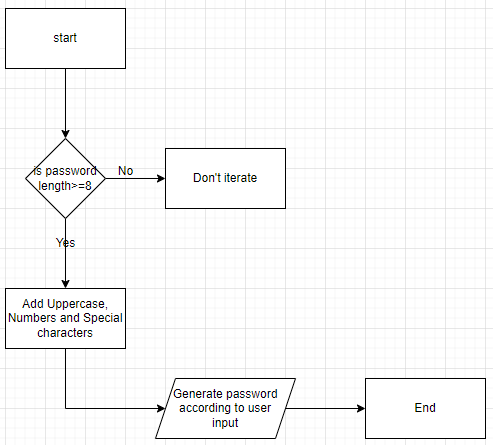 start
is password
length>=8
No
Don't iterate
Yes
Add Uppercase,
Numbers and Special
characters
Generate password
according to user
input
End